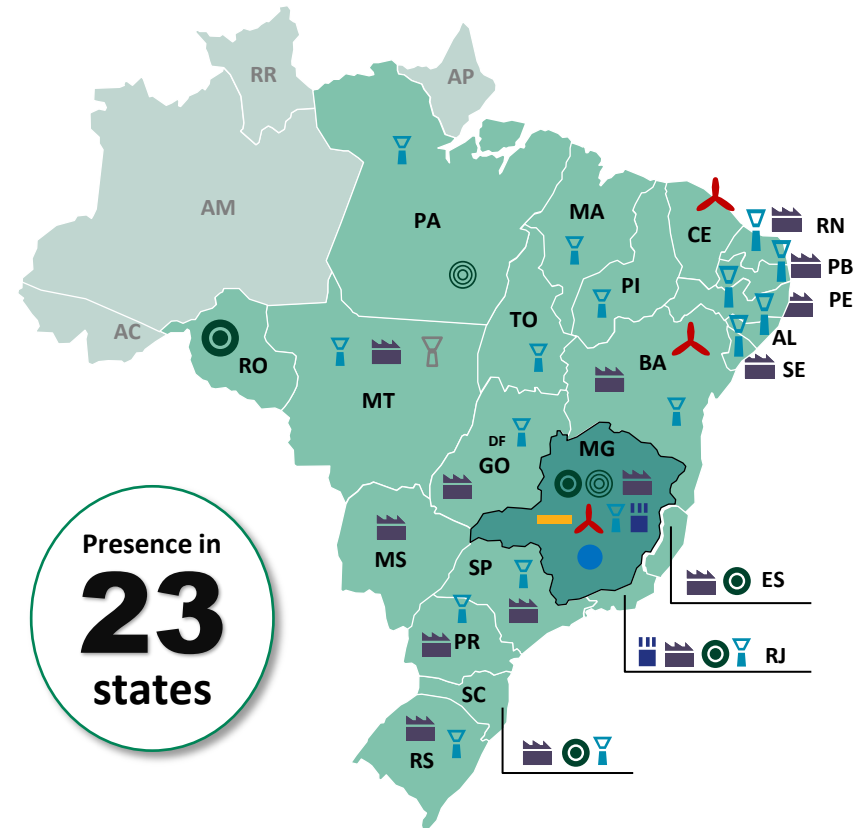 RR
AP
AM
PA
MA
CE
RN
PB
PE
PI
TO
AC
RO
AL
SE
BA
MT
DF
GO
MG
Presence in
23
states
MS
SP
ES
PR
RJ
SC
RS